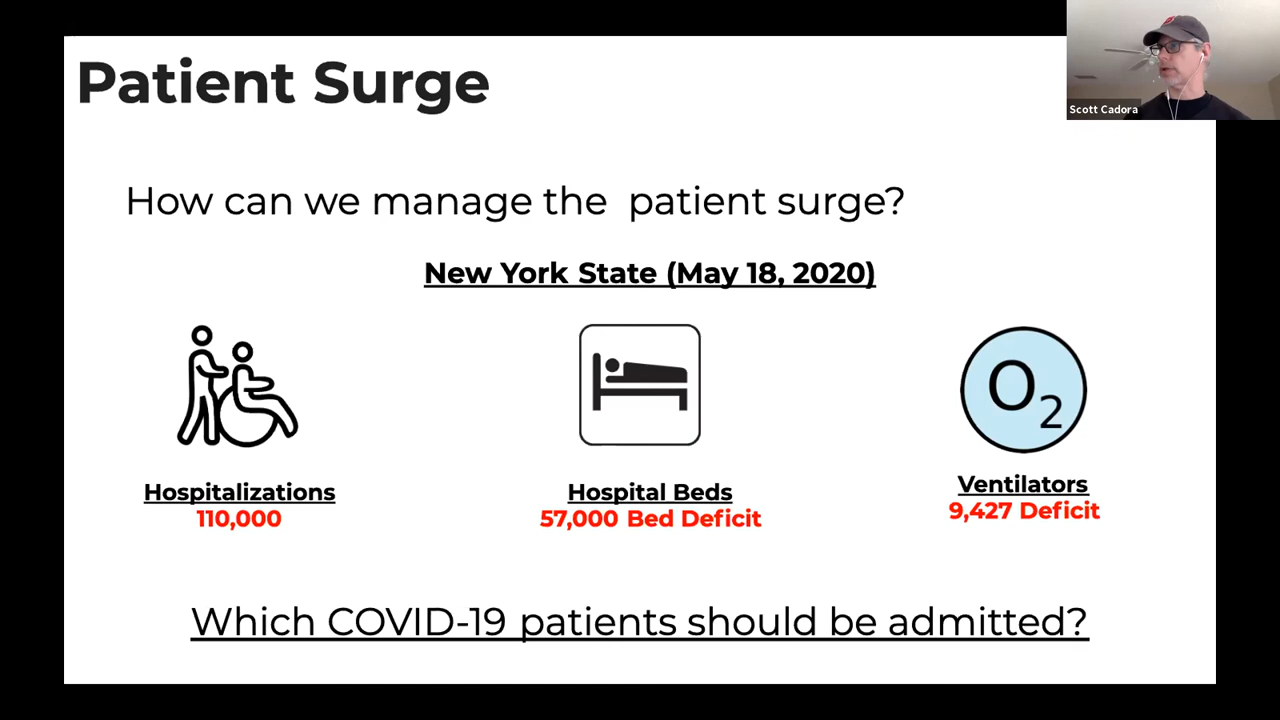 Patient Surge
Scott Cadora
How can we manage the patient surge?
New York State (May 18, 2020)
O2
Hospitalizations
110,000
Hospital Beds
57,000 Bed Deficit
Ventilators
9,427 Deficit
Which COVID-19 patients should be admitted?